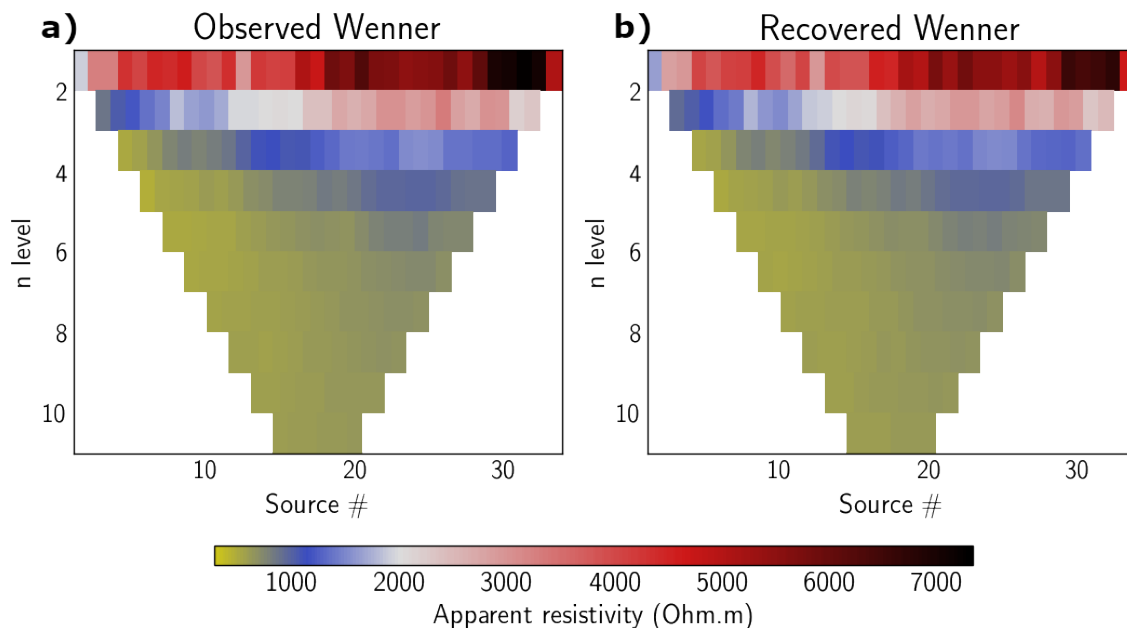 a) Observed Wenner
b) Recovered Wenner
2
4
6
8
10
n level
10 20 30
Source #
2
4
6
8
10
n level
10 20 30
Source #
1000 2000 3000 4000 5000 6000 7000
Apparent resistivity (Ohm.m)